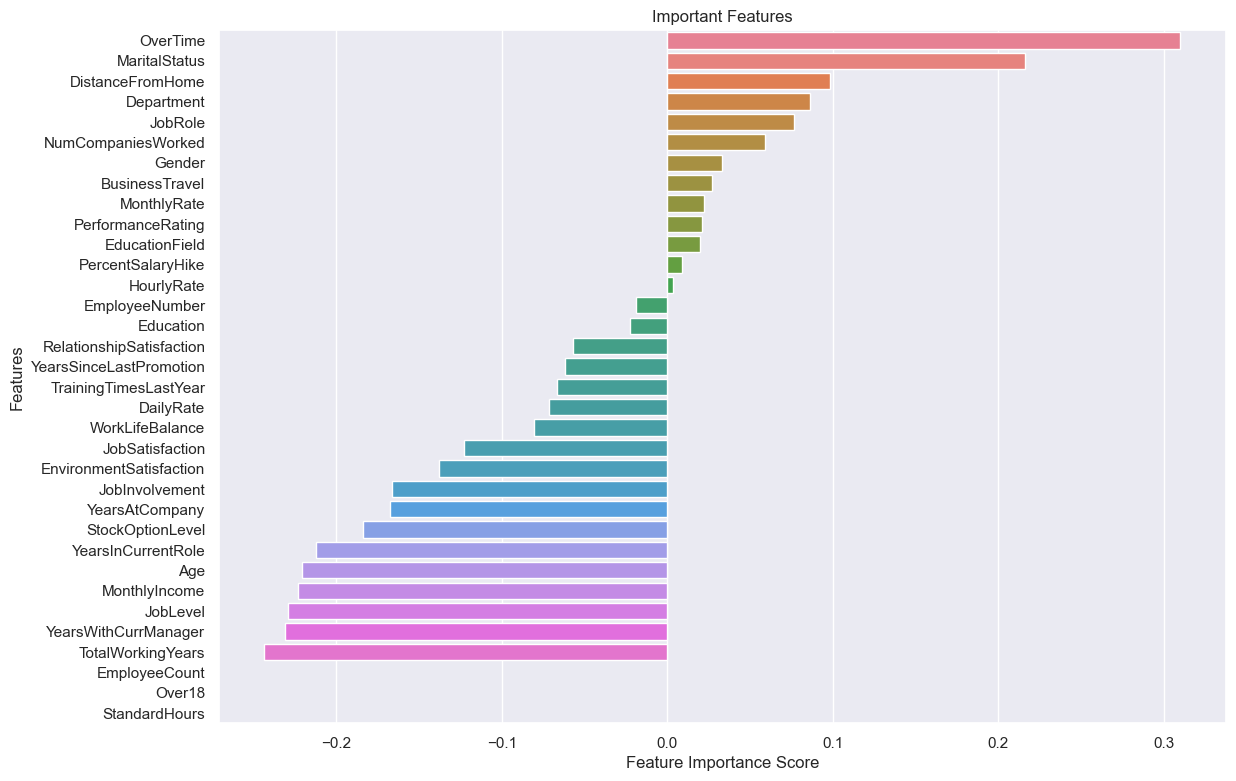 Important Features
OverTime
MaritalStatus
DistanceFromHome
Department
JobRole
NumCompaniesWorked
Gender
BusinessTravel
MonthlyRate
PerformanceRating
EducationField
PercentSalaryHike
HourlyRate
EmployeeNumber
Education
RelationshipSatisfaction
YearsSinceLastPromotion
TrainingTimesLastYear
DailyRate
WorkLifeBalance
JobSatisfaction
EnvironmentSatisfaction
JobInvolvement
YearsAtCompany
StockOptionLevel
YearsInCurrentRole
Age
MonthlyIncome
JobLevel
YearsWithCurrManager
TotalWorkingYears
EmployeeCount
Over18
StandardHours
Features
−0.2 −0.1 0.0 0.1 0.2 0.3
Feature Importance Score